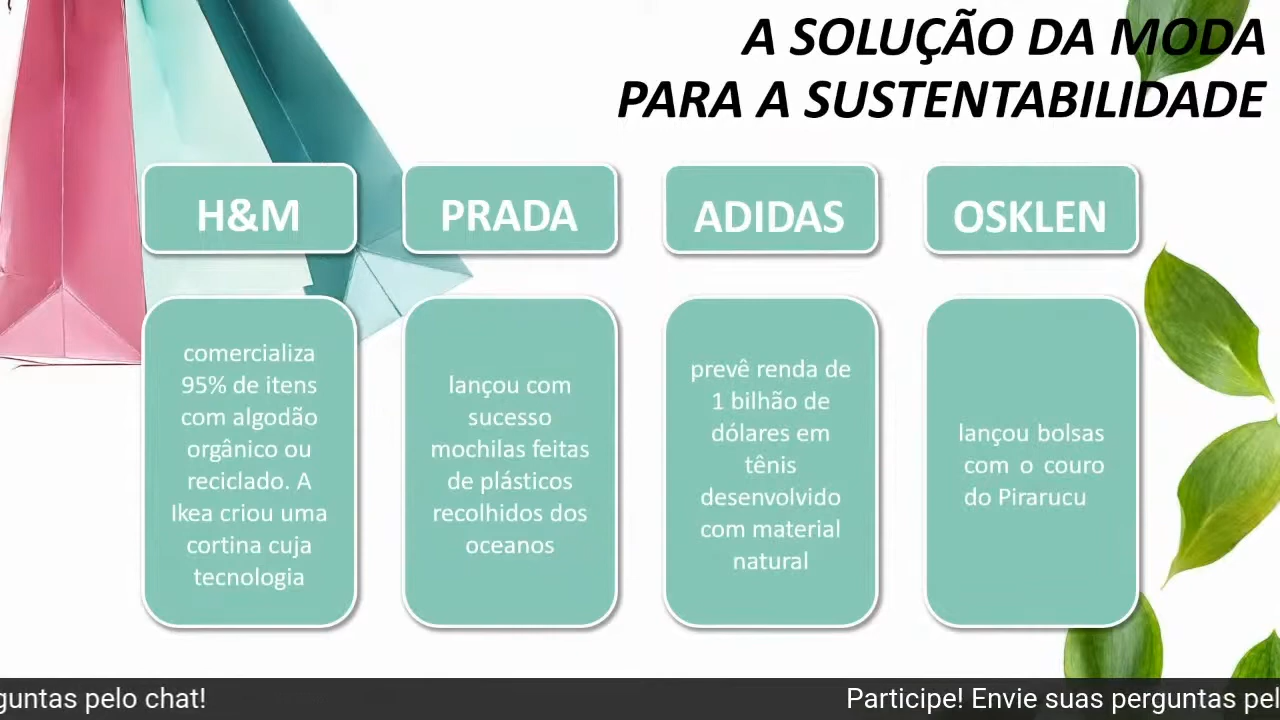 A SOLUÇÃO DA MODA
PARA A SUSTENTABILIDADE
H&M
comercializa
95% de itens
com algodão
orgânico ou
reciclado. A
Ikea criou uma
cortina cuja
tecnologia
PRADA
lançou com
sucesso
mochilas feitas
de plásticos
recolhidos dos
oceanos
ADIDAS
prevê renda de
1 bilhão de
dólares em
tênis
desenvolvido
com material
natural
OSKLEN
lançou bolsas
com o couro
do Pirarucu
guntas pelo chat!
Participe! Envie suas perguntas pel